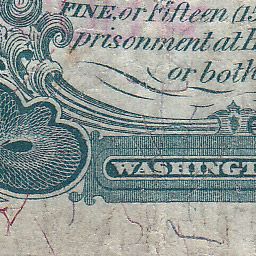 FINE, or Fifteen (15
prisonment at H
or both
WASHINGT